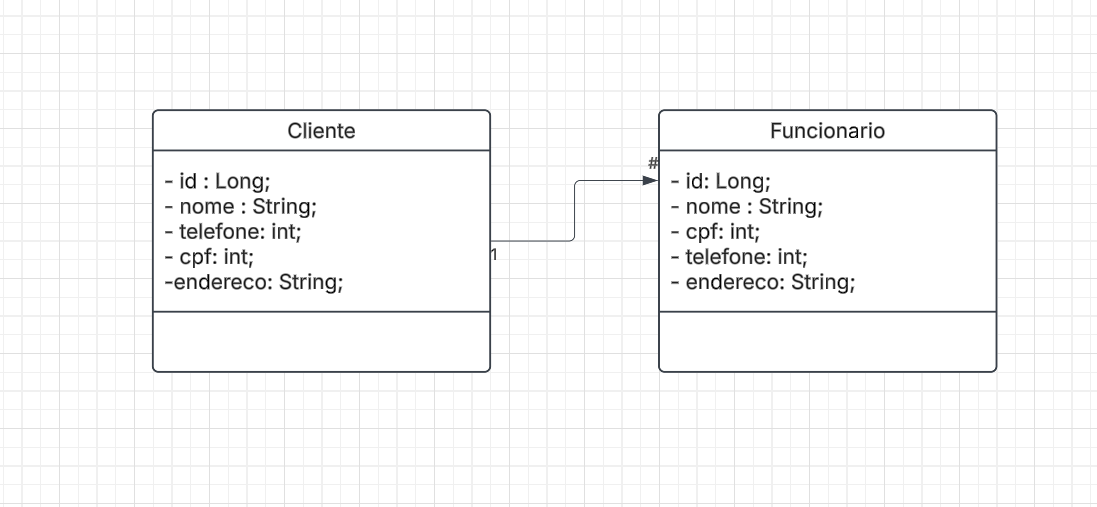 Cliente
- id : Long;
- nome : String;
- telefone: int;
- cpf: int;
-endereco: String;
1
#
Funcionario
- id: Long;
- nome : String;
- cpf: int;
- telefone: int;
- endereco: String;